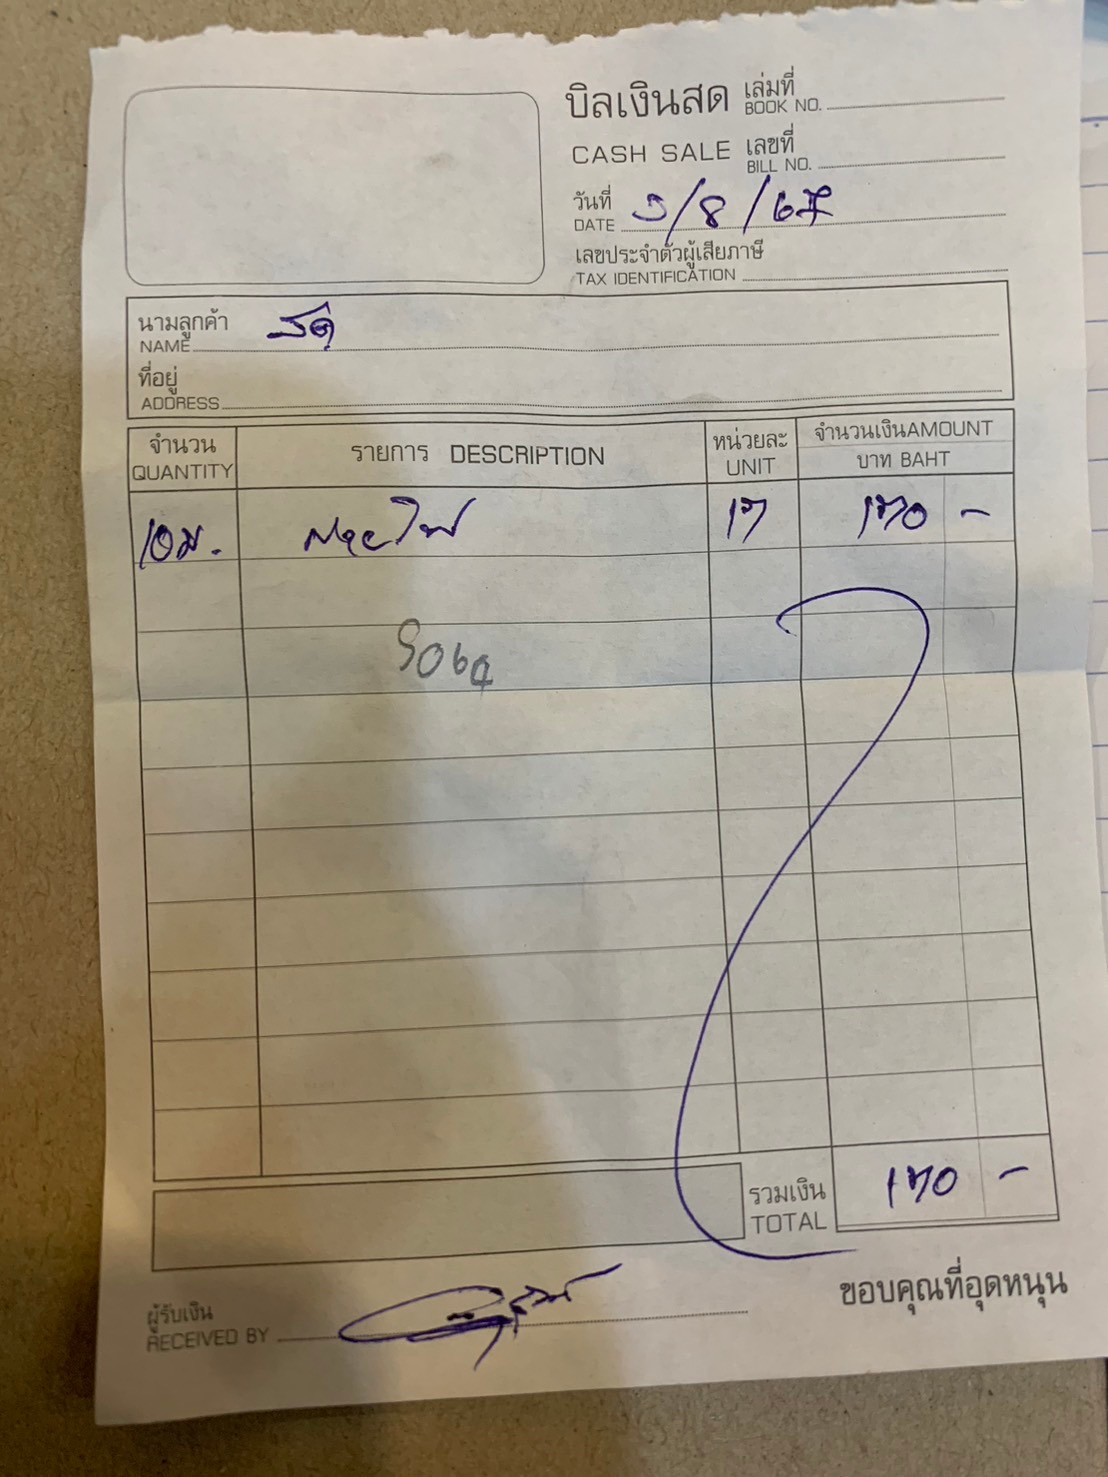 บิลเงินสด เล่มที่
BOOK NO.
CASH SALE เลขที่
BILL NO.
วันที่
DATE 3/8/67
เลขประจำตัวผู้เสียภาษี
TAX IDENTIFICATION
นามลูกค้า
NAME
ที่อยู่
ADDRESS
จำนวน
QUANTITY
รายการ DESCRIPTION
หน่วยละ
UNIT
จำนวนเงินAMOUNT
บาท BAHT
10ม. 17 170 -
รวมเงิน
TOTAL 170 -
ขอบคุณที่อุดหนุน
ผู้รับเงิน
RECEIVED BY